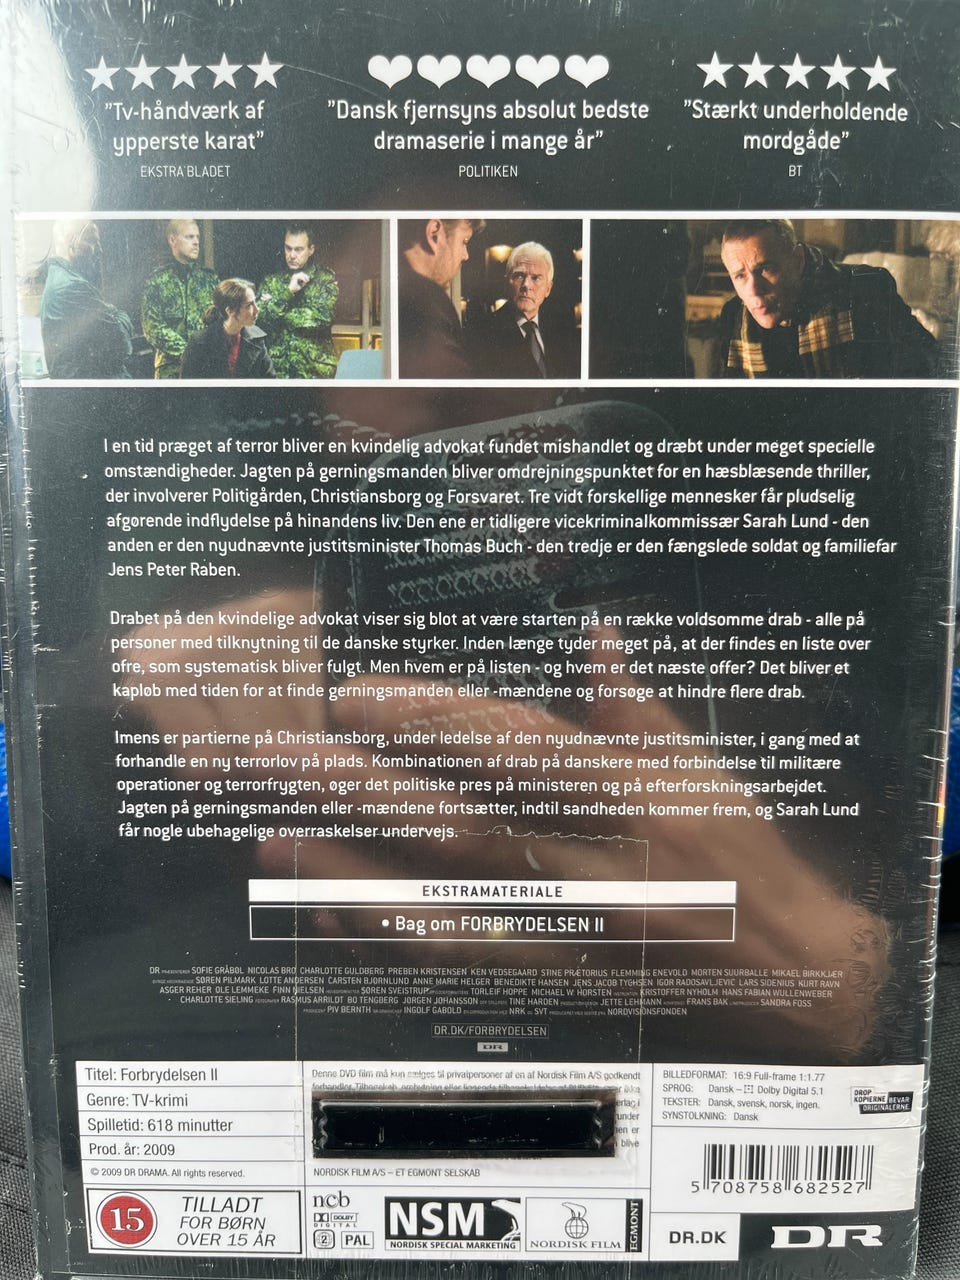 "Tv-håndværk af
ypperste karat"
EKSTRA BLADET
"Dansk fjernsyns absolut bedste
dramaserie i mange år"
POLITIKEN
"Stærkt underholdende
mordgåde"
BT
I en tid præget af terror bliver en kvindelig advokat fundet mishandlet og dræbt under meget specielle
omstændigheder. Jagten på gerningsmanden bliver omdrejningspunktet for en hæsblæsende thriller,
der involverer Politigården, Christiansborg og Forsvaret. Tre vidt forskellige mennesker får pludselig
afgørende indflydelse på hinandens liv. Den ene er tidligere vicekriminalkommissær Sarah Lund - den
anden er den nyudnævnte justitsminister Thomas Buch - den tredje er den fængslede soldat og familiefar
Jens Peter Raben.
Drabet på den kvindelige advokat viser sig blot at være starten på en række voldsomme drab - alle på
personer med tilknytning til de danske styrker. Inden længe tyder meget på, at der findes en liste over
ofre, som systematisk bliver fulgt. Men hvem er på listen - og hvem er det næste offer? Det bliver et
kapløb med tiden for at finde gerningsmanden eller -mændene og forsøge at hindre flere drab.
Imens er partierne på Christiansborg, under ledelse af den nyudnævnte justitsminister, i gang med at
forhandle en ny terrorlov på plads. Kombinationen af drab på danskere med forbindelse til militære
operationer og terrorfrygten, øger det politiske pres på ministeren og på efterforskningsarbejdet.
Jagten på gerningsmanden eller -mændene fortsætter, indtil sandheden kommer frem, og Sarah Lund
får nogle ubehagelige overraskelser undervejs.
EKSTRAMATERIALE
• Bag om FORBRYDELSEN II
DR PRÆSENTERER SOFIE GRÅBØL NICOLAS BRO CHARLOTTE GULDBERG PREBEN KRISTENSEN KEN VEDSEGAARD STINE PRÆTORIUS FLEMMING ENEVOLD MORTEN SUURBALLE MIKAEL BIRKKJÆR
SØREN PILMARK LOTTE ANDERSEN CARSTEN BJØRNLUND ANNE MARIE HELGER BENEDIKTE HANSEN JENS JACOB TYGHSEN IGOR RADOSAVLJEVIC LARS SIDENIUS KURT RAVN
ASGER REHER OLE LEMMEKE FINN NIELSEN SØREN SVEISTRUP TORLEIF HOPPE MICHAEL W. HORSTEN KRISTOFFER NYHOLM HANS FABIAN WULLENWEBER
CHARLOTTE SIELING RASMUS ARRILDT BO TENGBERG JØRGEN JOHANSSON TINE HARDEN JETTE LEHMANN FRANS BAK SANDRA FOSS
PIV BERNTH INGOLF GABOLD NRK OG SVT NORDVISIONSFONDEN
DR.DK/FORBRYDELSEN
DR
Titel: Forbrydelsen II
Genre: TV-krimi
Spilletid: 618 minutter
Prod. år: 2009
© 2009 DR DRAMA. All rights reserved.
Denne DVD film må kun sælges til privatpersoner af en af Nordisk Film A/S godkendt
NORDISK FILM A/S – ET EGMONT SELSKAB
BILLEDFORMAT: 16:9 Full-frame 1:1.77
SPROG: Dansk – Dolby Digital 5.1
TEKSTER: Dansk, svensk, norsk, ingen.
SYNSTOLKNING: Dansk
DROP
KOPIERNE BEVAR
ORIGINALERNE
5 708758 682527
15
TILLADT
FOR BØRN
OVER 15 ÅR
ncb
DOLBY
DIGITAL
2 PAL
NSM
NORDISK SPECIAL MARKETING
NORDISK FILM
EGMONT
DR.DK
DR